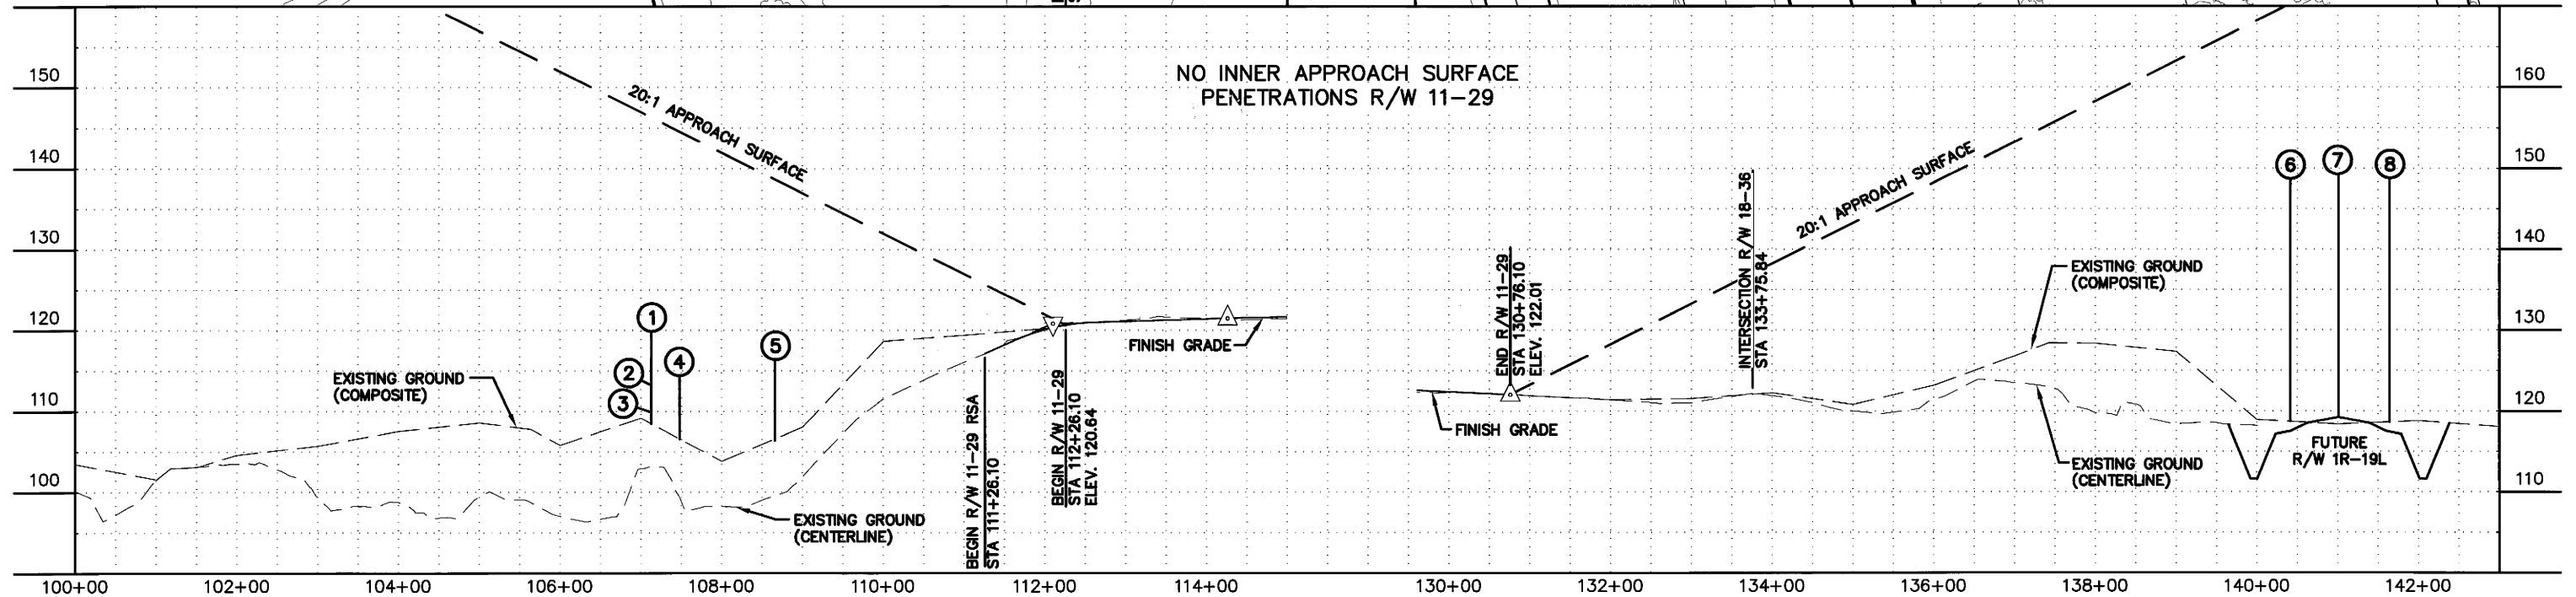 NO INNER APPROACH SURFACE
PENETRATIONS R/W 11-29
150
140
130
120
110
100
160
150
140
130
120
110
20:1 APPROACH SURFACE
20:1 APPROACH SURFACE
1
2
3
4
5
6
7
8
EXISTING GROUND
(COMPOSITE)
EXISTING GROUND
(CENTERLINE)
BEGIN R/W 11-29 RSA
STA 111+26.10
BEGIN R/W 11-29
STA 112+26.10
ELEV. 120.64
FINISH GRADE
FINISH GRADE
END R/W 11-29
STA 130+76.10
ELEV. 122.01
INTERSECTION R/W 18-36
STA 133+75.84
EXISTING GROUND
(COMPOSITE)
EXISTING GROUND
(CENTERLINE)
FUTURE
R/W 1R-19L
100+00
102+00
104+00
106+00
108+00
110+00
112+00
114+00
130+00
132+00
134+00
136+00
138+00
140+00
142+00